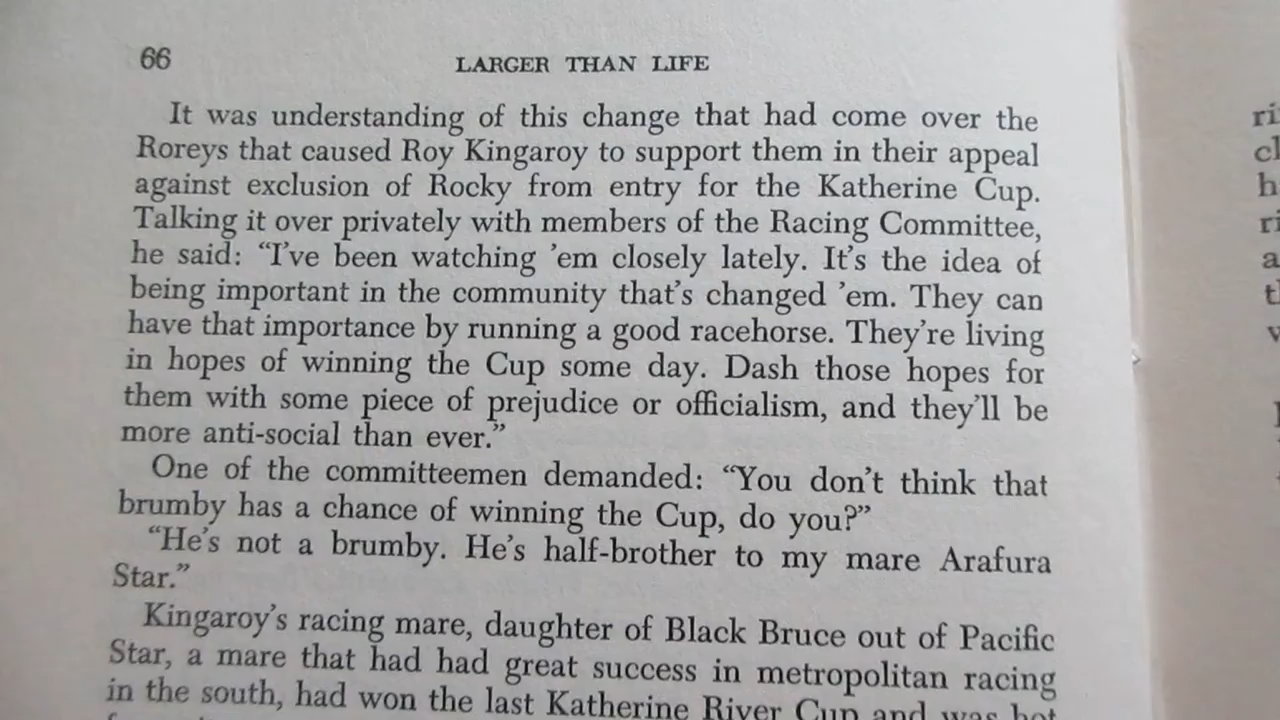 66 LARGER THAN LIFE
It was understanding of this change that had come over the
Roreys that caused Roy Kingaroy to support them in their appeal
against exclusion of Rocky from entry for the Katherine Cup.
Talking it over privately with members of the Racing Committee,
he said: “I’ve been watching ’em closely lately. It’s the idea of
being important in the community that’s changed ’em. They can
have that importance by running a good racehorse. They’re living
in hopes of winning the Cup some day. Dash those hopes for
them with some piece of prejudice or officialism, and they’ll be
more anti-social than ever.”
One of the committeemen demanded: “You don’t think that
brumby has a chance of winning the Cup, do you?”
“He’s not a brumby. He’s half-brother to my mare Arafura
Star.”
Kingaroy’s racing mare, daughter of Black Bruce out of Pacific
Star, a mare that had had great success in metropolitan racing
in the south, had won the last Katherine River Cup and was hot